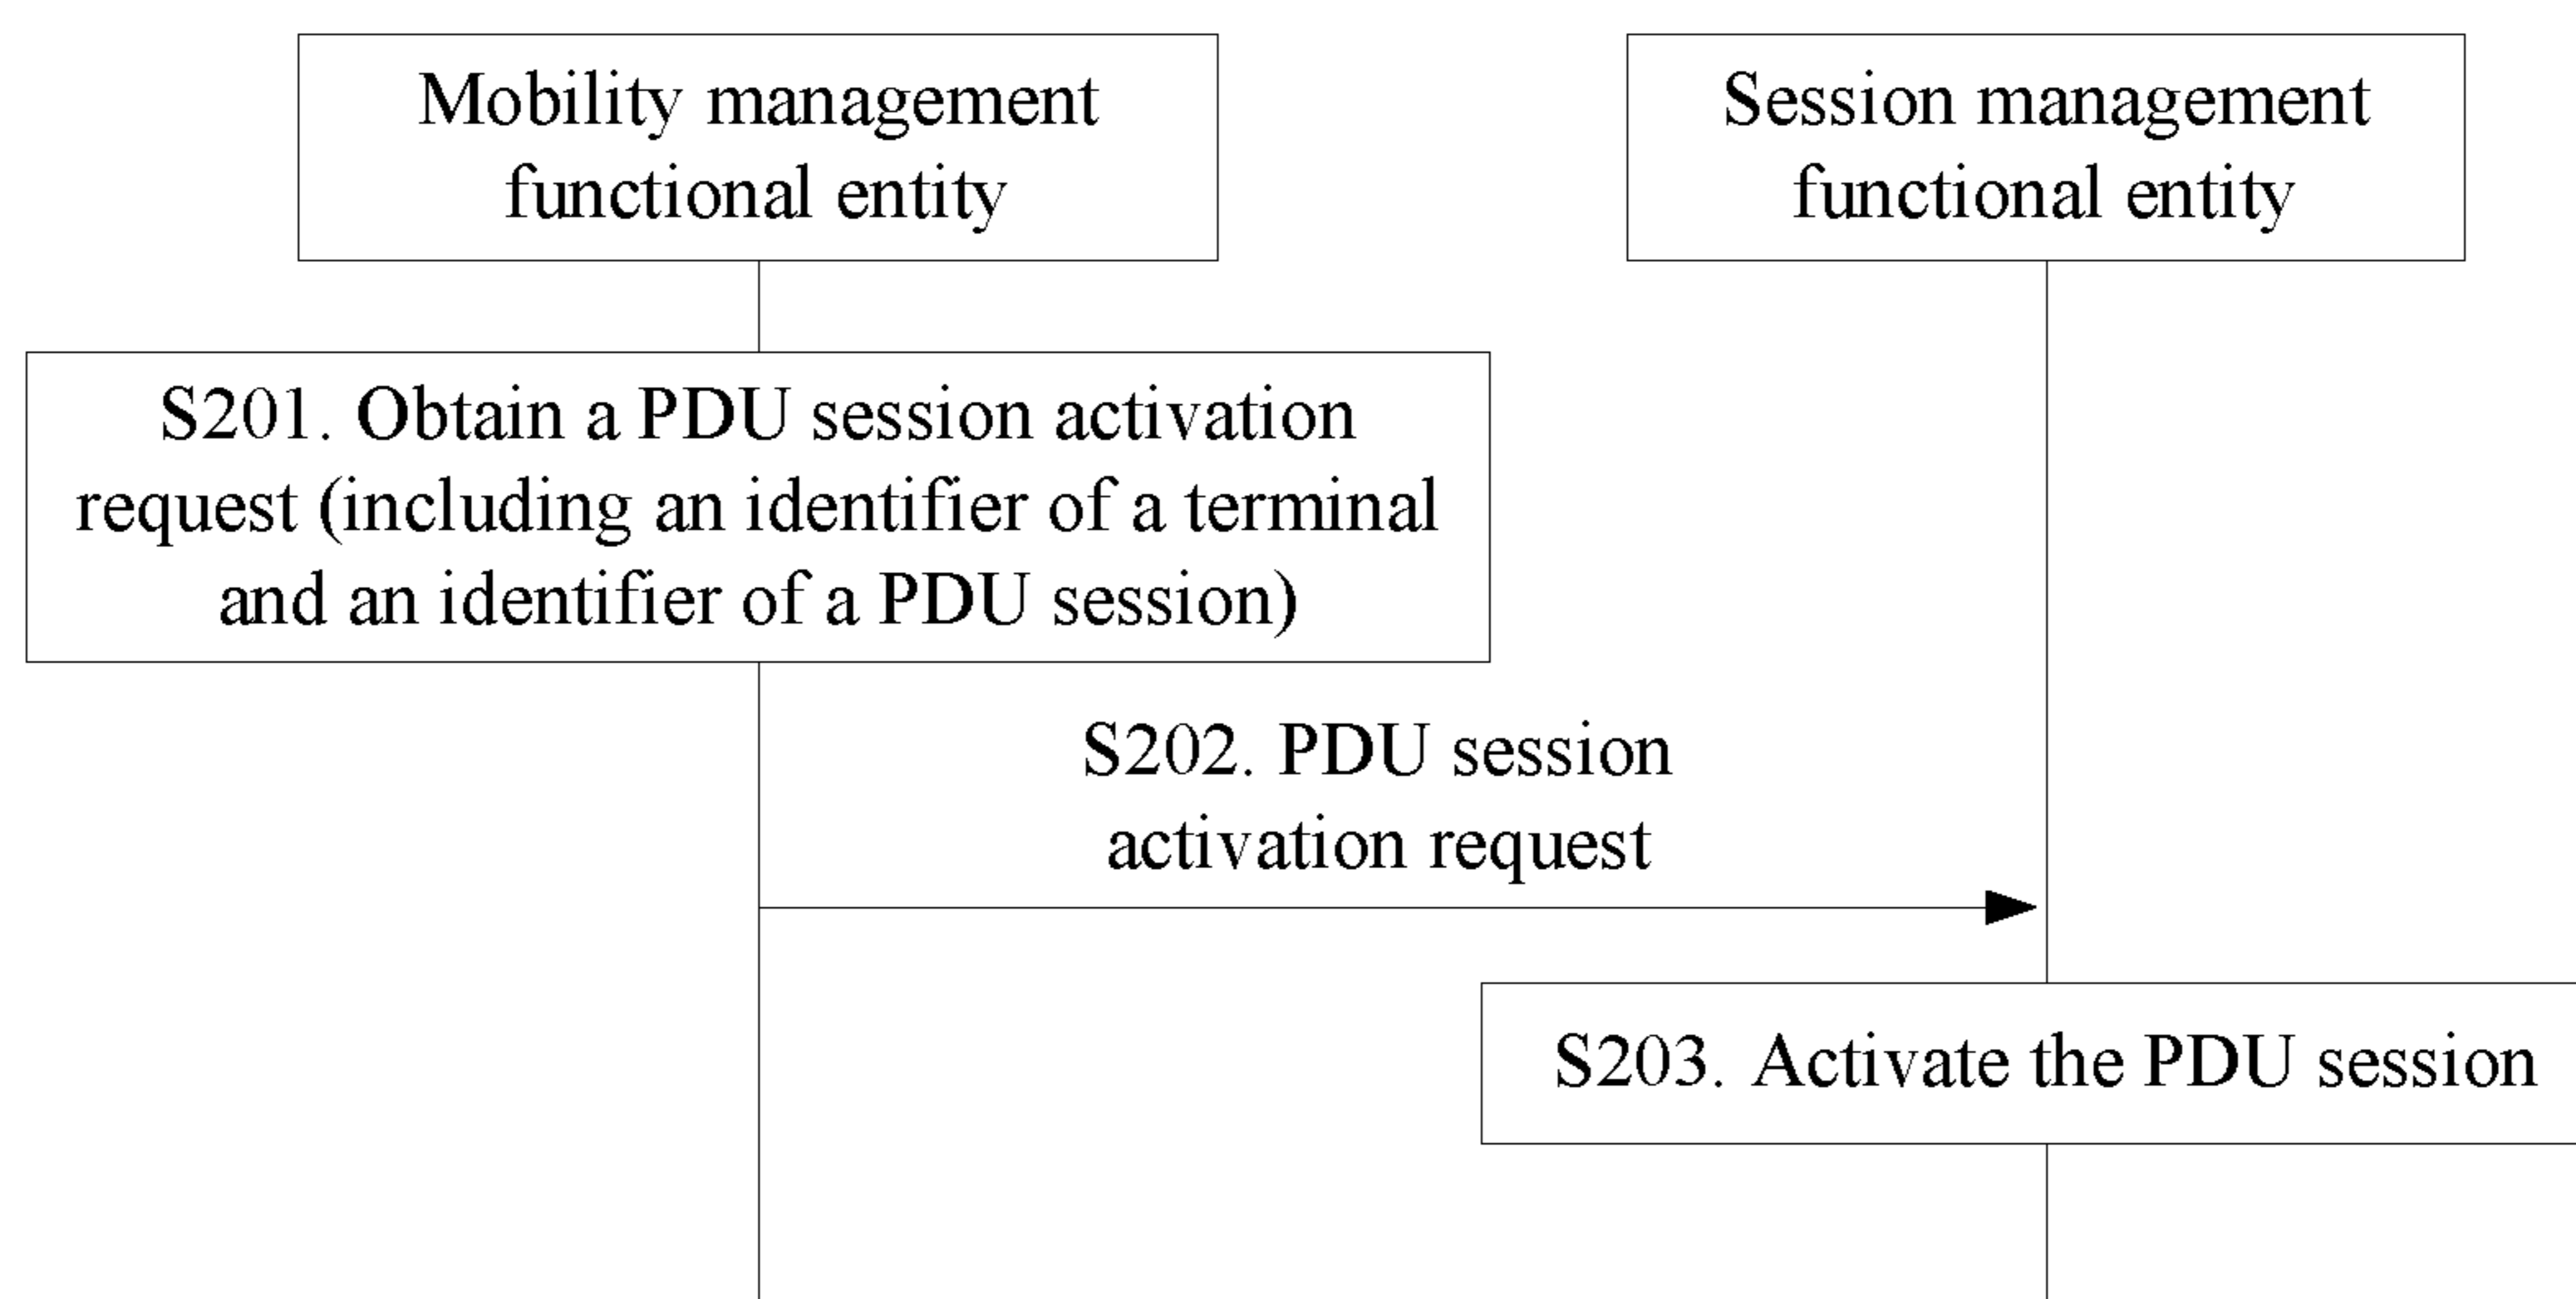 Mobility management
functional entity
Session management
functional entity
S201. Obtain a PDU session activation
request (including an identifier of a terminal
and an identifier of a PDU session)
S202. PDU session
activation request
S203. Activate the PDU session